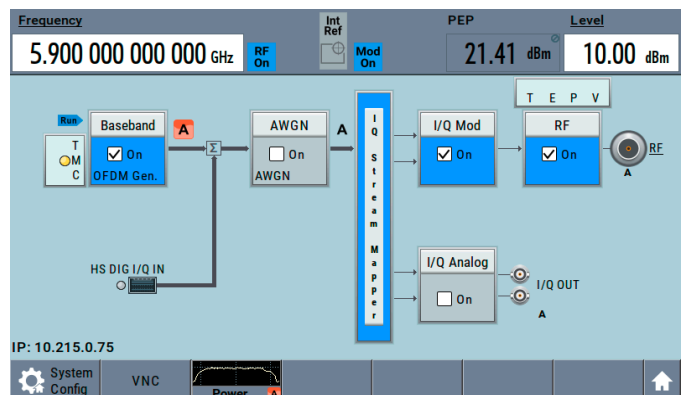 Frequency
Int
Ref
PEP
Level
5.900 000 000 000 GHz
RF
On
Mod
On
21.41 dBm
10.00 dBm
T E P V
Run
Baseband
A
AWGN
A
I/Q Mod
RF
T
M
C
On
OFDM Gen.
Σ
On
AWGN
On
On
RF
A
I
Q
S
t
r
e
a
m
M
a
p
p
e
r
HS DIG I/Q IN
I/Q Analog
On
I/Q OUT
A
IP: 10.215.0.75
System
Config
VNC
Power A